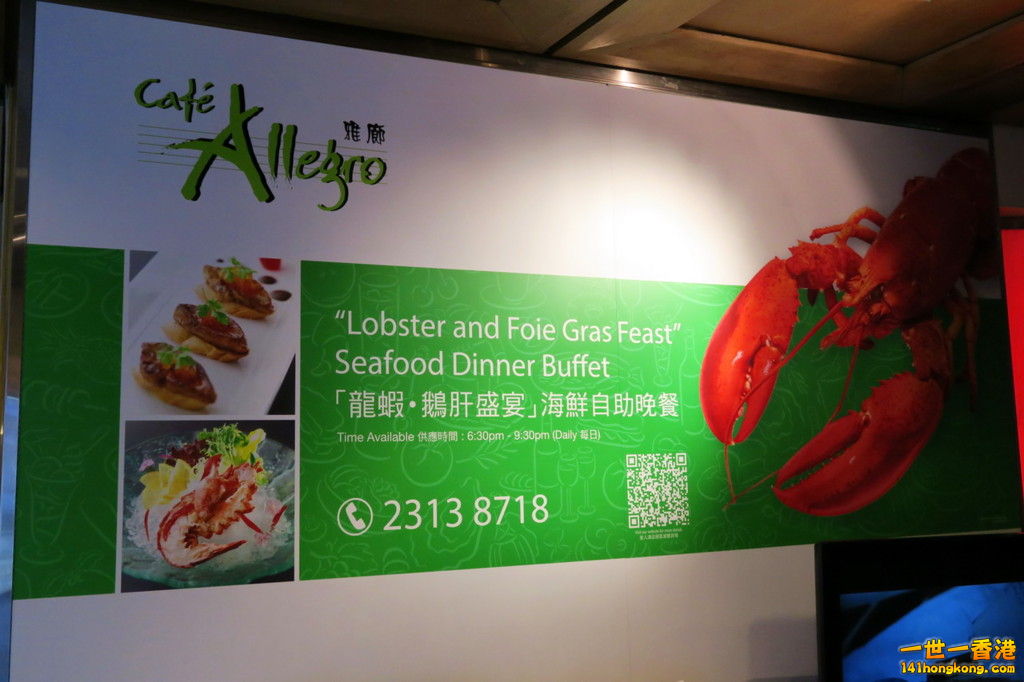 Café
Allegro 雅廊
“Lobster and Foie Gras Feast”
Seafood Dinner Buffet
「龍蝦・鵝肝盛宴」海鮮自助晚餐
Time Available 供應時間：6:30pm - 9:30pm (Daily 每日)
2313 8718
一世一香港
141hongkong.com